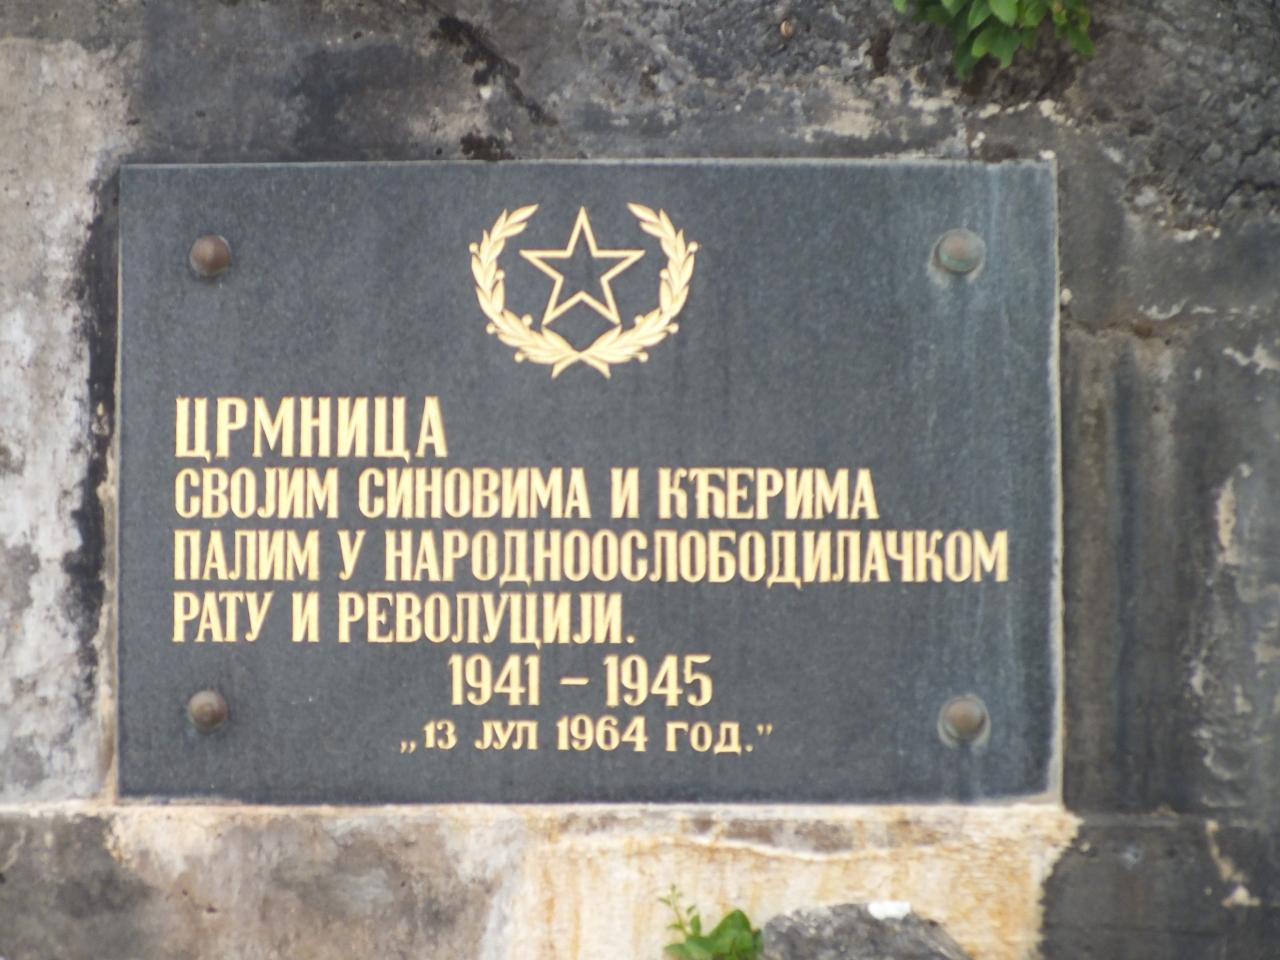 ЦРМНИЦА
СВОЈИМ СИНОВИМА И КЋЕРИМА
ПАЛИМ У НАРОДНООСЛОБОДИЛАЧКОМ
РАТУ И РЕВОЛУЦИЈИ.
1941 – 1945
„13 ЈУЛ 1964 ГОД.”